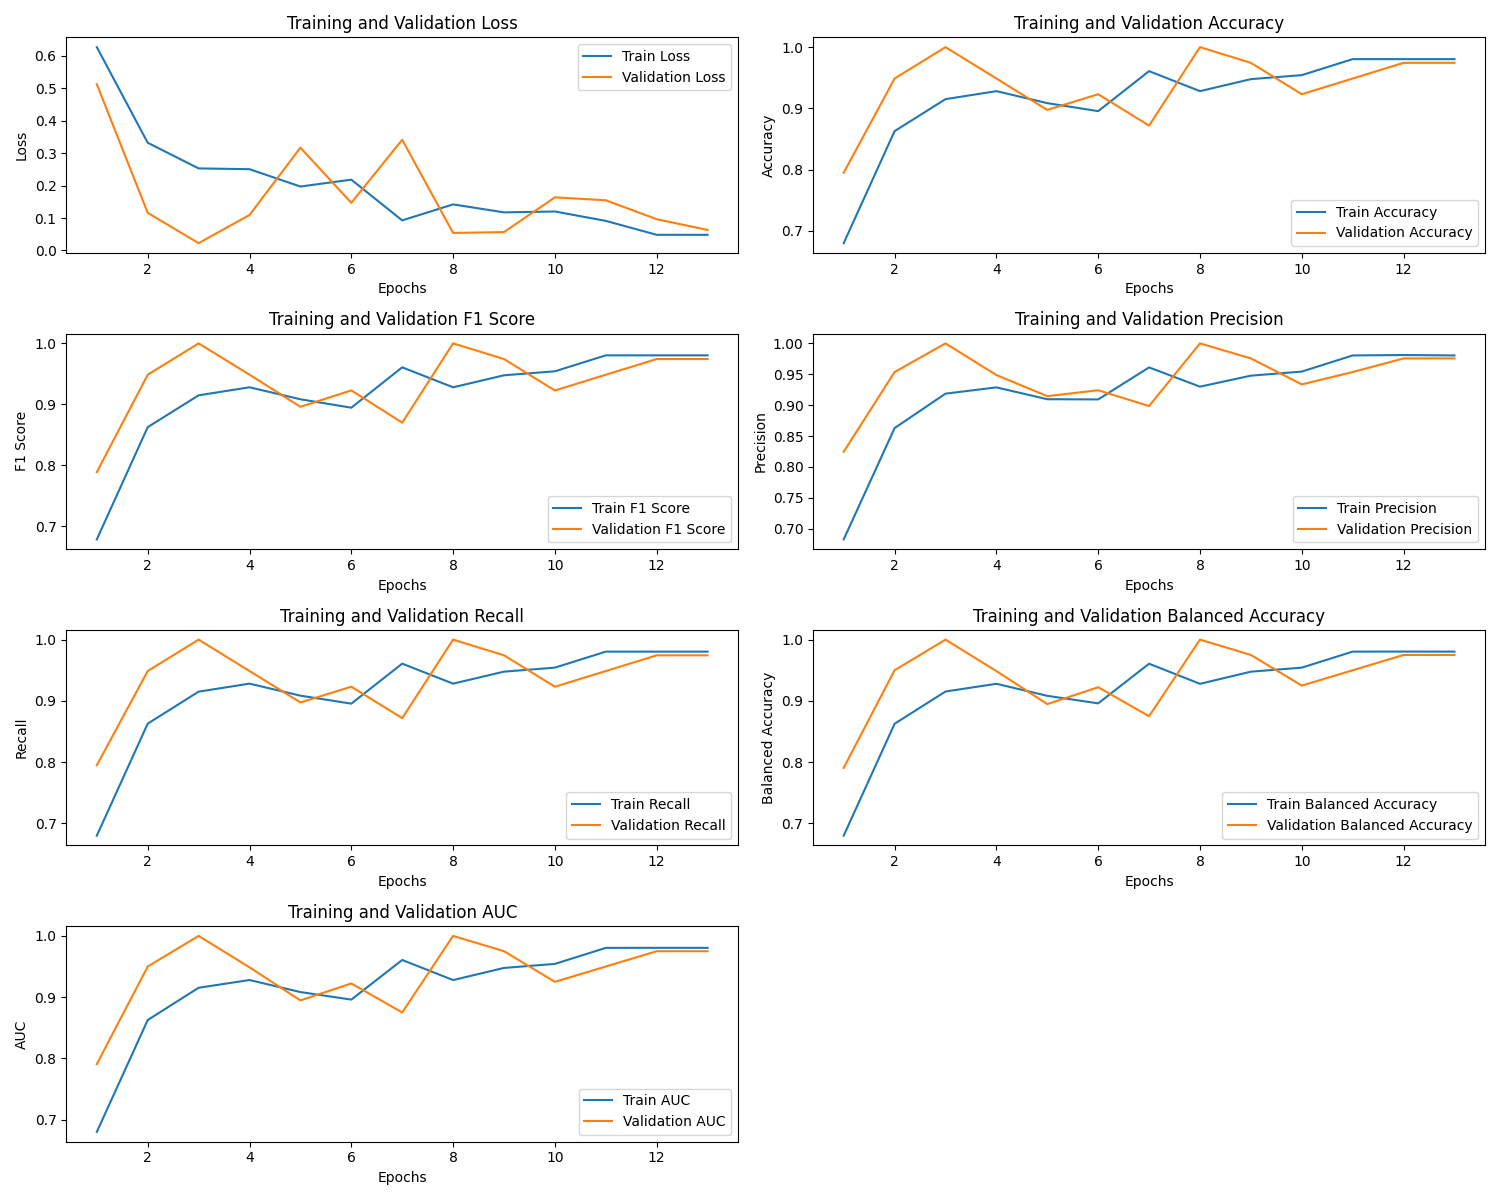 Training and Validation Loss
Loss
0.6
0.5
0.4
0.3
0.2
0.1
0.0
Train Loss
Validation Loss
2 4 6 8 10 12
Epochs
Training and Validation Accuracy
Accuracy
1.0
0.9
0.8
0.7
Train Accuracy
Validation Accuracy
2 4 6 8 10 12
Epochs
Training and Validation F1 Score
F1 Score
1.0
0.9
0.8
0.7
Train F1 Score
Validation F1 Score
2 4 6 8 10 12
Epochs
Training and Validation Precision
Precision
1.00
0.95
0.90
0.85
0.80
0.75
0.70
Train Precision
Validation Precision
2 4 6 8 10 12
Epochs
Training and Validation Recall
Recall
1.0
0.9
0.8
0.7
Train Recall
Validation Recall
2 4 6 8 10 12
Epochs
Training and Validation Balanced Accuracy
Balanced Accuracy
1.0
0.9
0.8
0.7
Train Balanced Accuracy
Validation Balanced Accuracy
2 4 6 8 10 12
Epochs
Training and Validation AUC
AUC
1.0
0.9
0.8
0.7
Train AUC
Validation AUC
2 4 6 8 10 12
Epochs